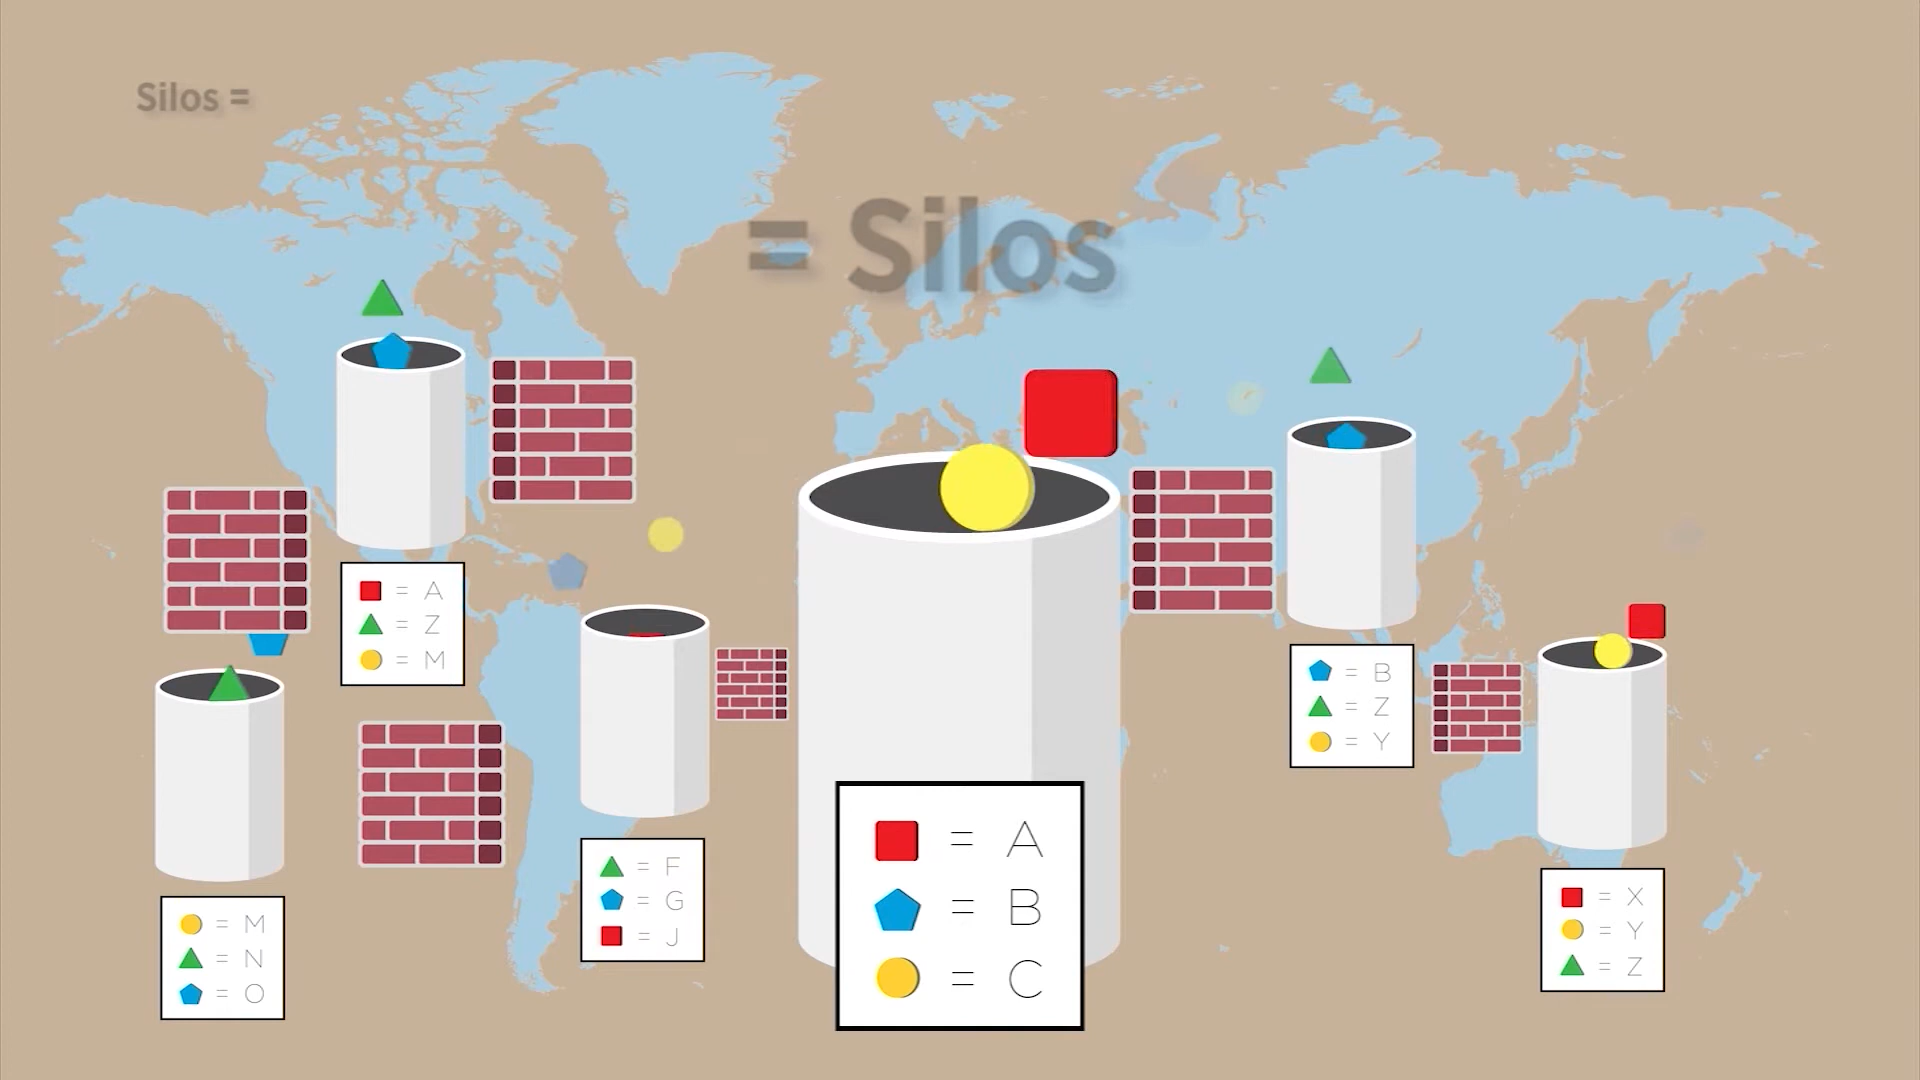 Silos =
= Silos
= A
= Z
= M
= M
= N
= O
= F
= G
= J
= A
= B
= C
= B
= Z
= Y
= X
= Y
= Z